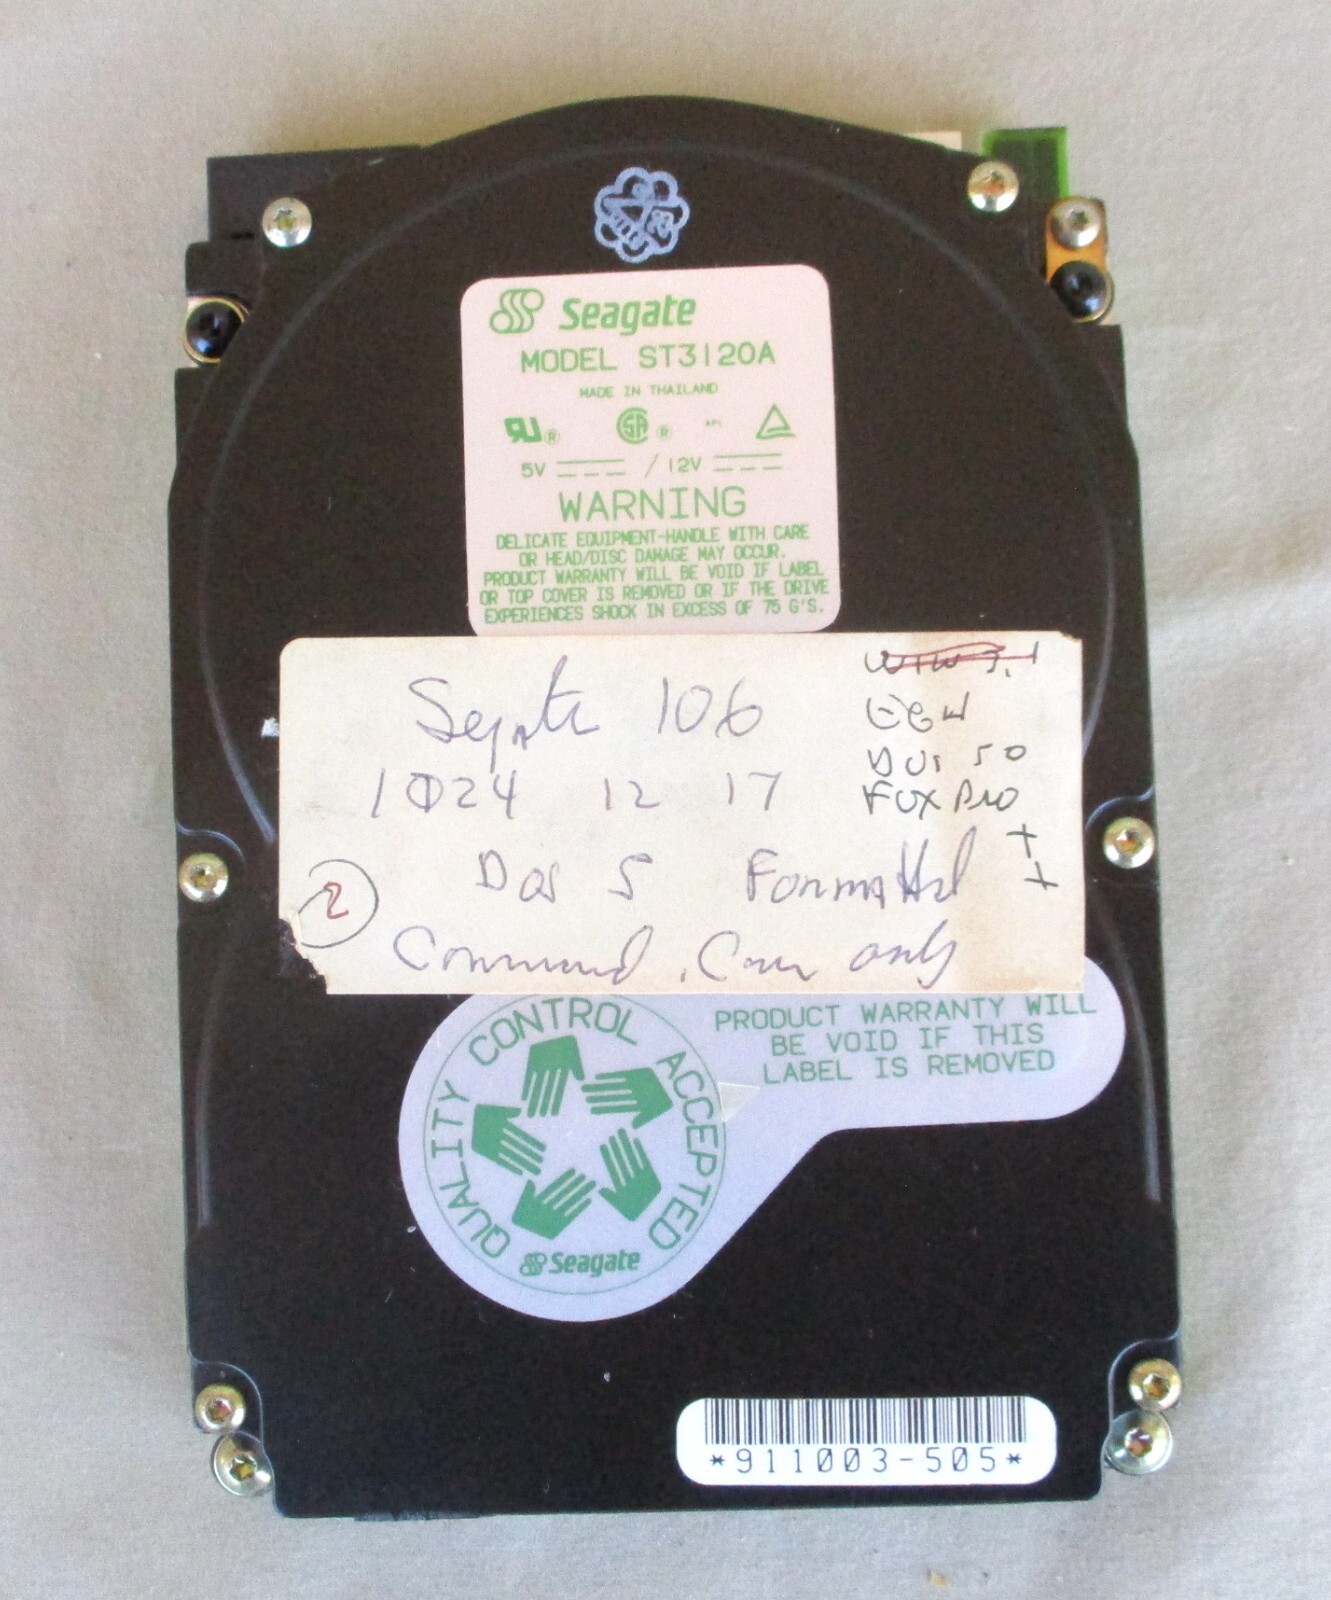 Seagate
MODEL ST3120A
MADE IN THAILAND
5V / 12V
WARNING
DELICATE EQUIPMENT-HANDLE WITH CARE
OR HEAD/DISC DAMAGE MAY OCCUR.
PRODUCT WARRANTY WILL BE VOID IF LABEL
OR TOP COVER IS REMOVED OR IF THE DRIVE
EXPERIENCES SHOCK IN EXCESS OF 75 G'S.
106
1024 12 17
Dos 5 Formatted
Command .Com only
2
DOS 5 0
FOXPRO
++
QUALITY CONTROL ACCEPTED
Seagate
PRODUCT WARRANTY WILL
BE VOID IF THIS
LABEL IS REMOVED
*911003-505*